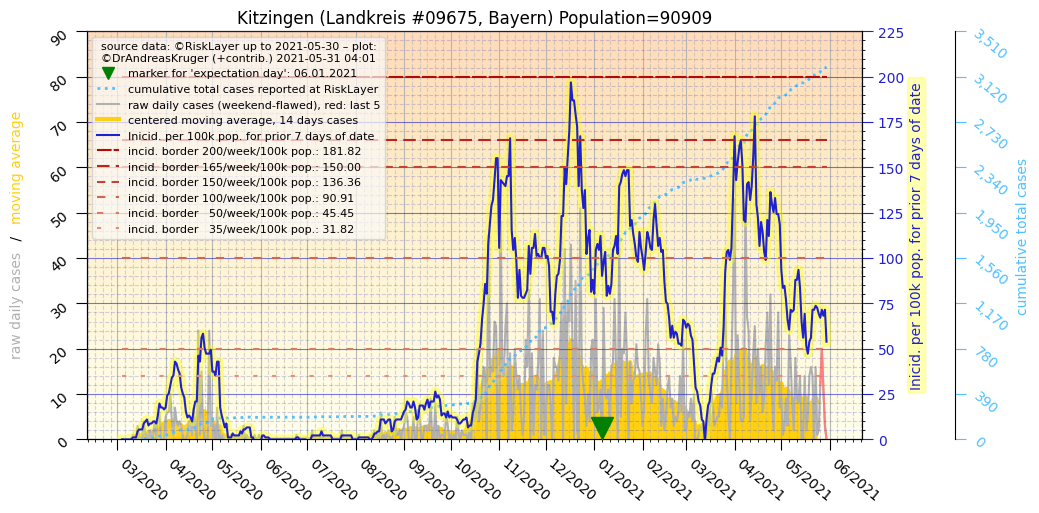 Kitzingen (Landkreis #09675, Bayern) Population=90909
source data: ©RiskLayer up to 2021-05-30 – plot:
©DrAndreasKruger (+contrib.) 2021-05-31 04:01
marker for 'expectation day': 06.01.2021
cumulative total cases reported at RiskLayer
raw daily cases (weekend-flawed), red: last 5
centered moving average, 14 days cases
Inicid. per 100k pop. for prior 7 days of date
incid. border 200/week/100k pop.: 181.82
incid. border 165/week/100k pop.: 150.00
incid. border 150/week/100k pop.: 136.36
incid. border 100/week/100k pop.: 90.91
incid. border   50/week/100k pop.: 45.45
incid. border   35/week/100k pop.: 31.82
raw daily cases / moving average
90
80
70
60
50
40
30
20
10
0
225
200
175
150
125
100
75
50
25
0
Inicid. per 100k pop. for prior 7 days of date
3,510
3,120
2,730
2,340
1,950
1,560
1,170
780
390
0
cumulative total cases
03/2020
04/2020
05/2020
06/2020
07/2020
08/2020
09/2020
10/2020
11/2020
12/2020
01/2021
02/2021
03/2021
04/2021
05/2021
06/2021